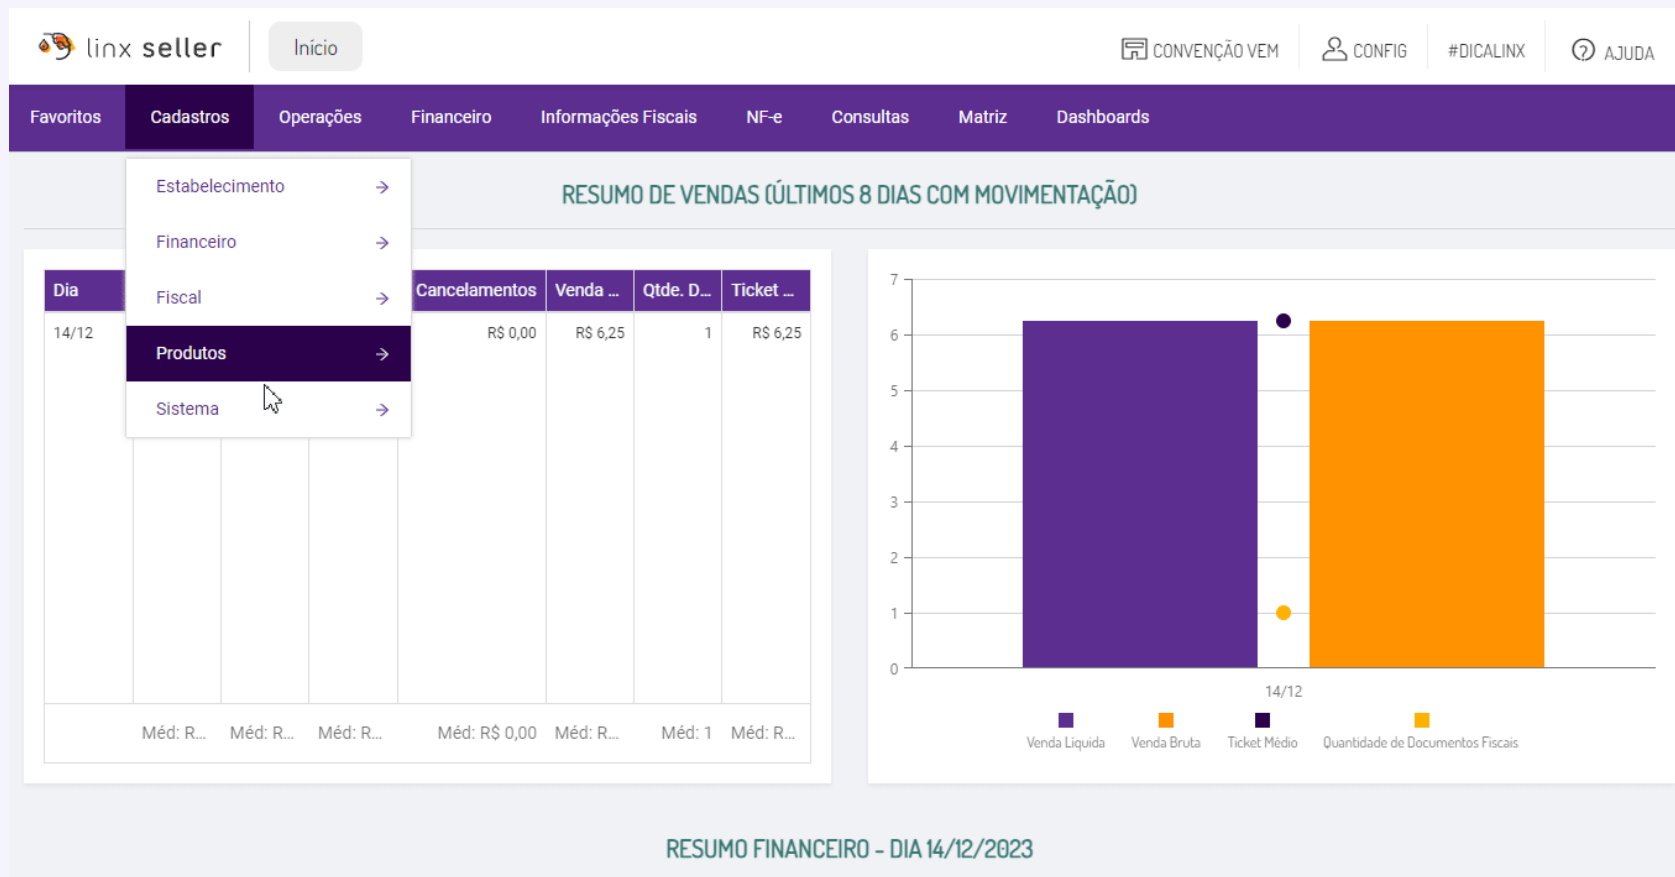 linx seller
Início
CONVENÇÃO VEM
CONFIG
#DICALINX
AJUDA
Favoritos
Cadastros
Operações
Financeiro
Informações Fiscais
NF-e
Consultas
Matriz
Dashboards
Estabelecimento
Financeiro
Fiscal
Produtos
Sistema
RESUMO DE VENDAS (ÚLTIMOS 8 DIAS COM MOVIMENTAÇÃO)
Dia
Cancelamentos
Venda ...
Qtde. D...
Ticket ...
14/12
R$ 0,00
R$ 6,25
1
R$ 6,25
Méd: R...
Méd: R...
Méd: R...
Méd: R$ 0,00
Méd: R...
Méd: 1
Méd: R...
7
6
5
4
3
2
1
0
14/12
Venda Liquida
Venda Bruta
Ticket Médio
Quantidade de Documentos Fiscais
RESUMO FINANCEIRO - DIA 14/12/2023